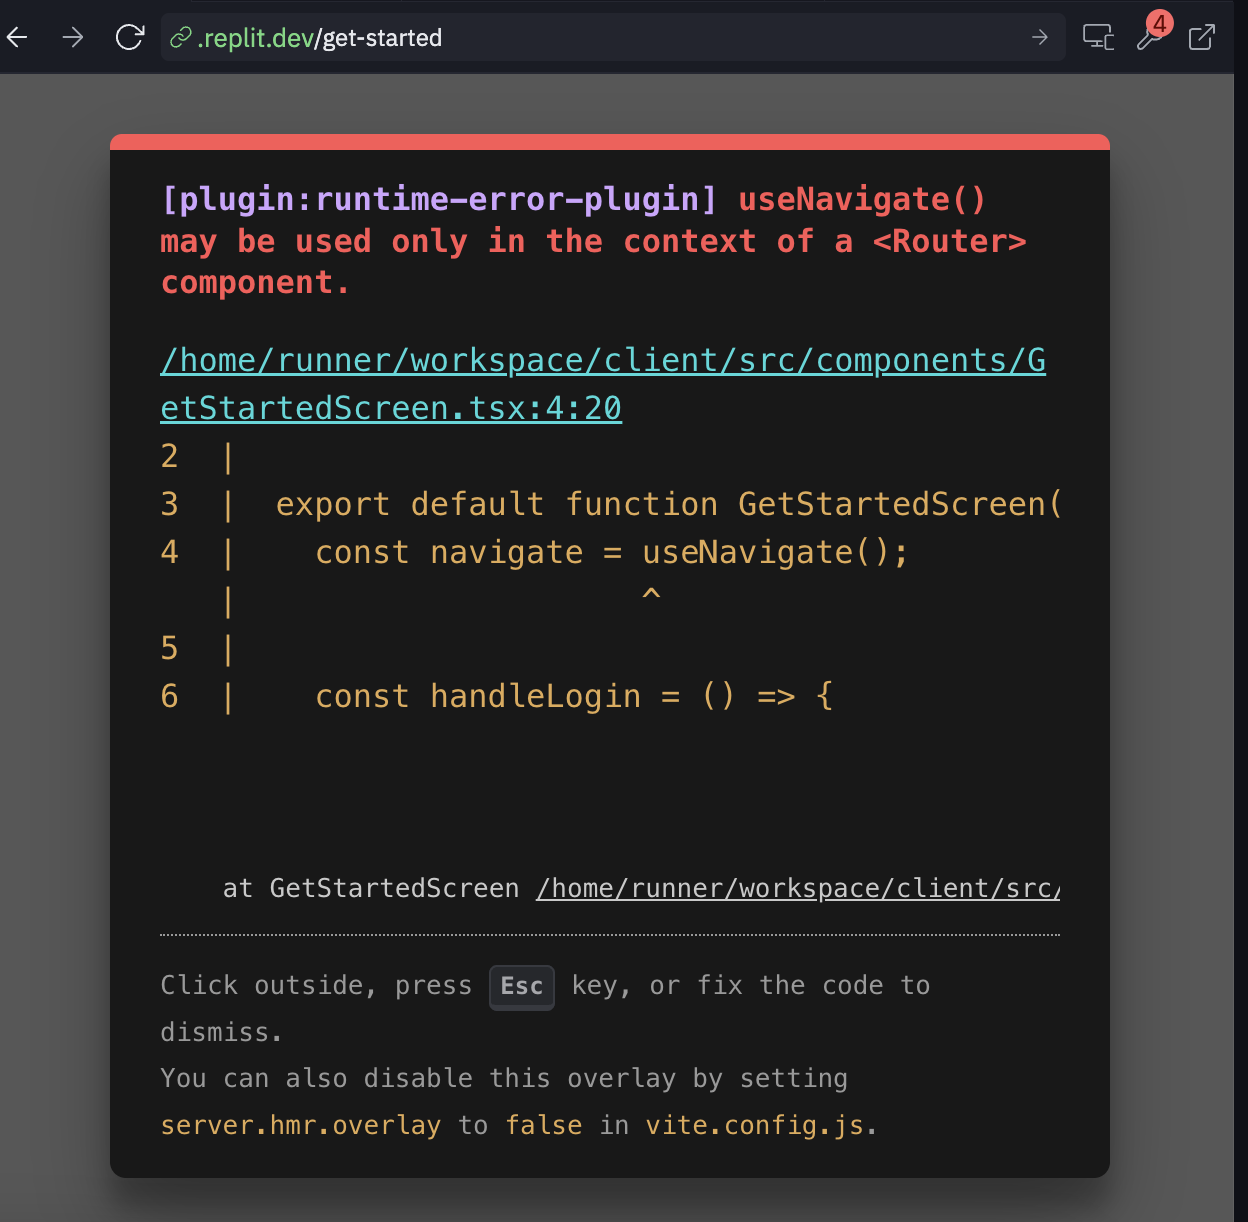 .replit.dev/get-started
4
[plugin:runtime-error-plugin] useNavigate()
may be used only in the context of a <Router>
component.
/home/runner/workspace/client/src/components/G
etStartedScreen.tsx:4:20
2  |
3  |  export default function GetStartedScreen(
4  |    const navigate = useNavigate();
   |                     ^
5  |
6  |    const handleLogin = () => {
at GetStartedScreen /home/runner/workspace/client/src/
Click outside, press Esc key, or fix the code to
dismiss.
You can also disable this overlay by setting
server.hmr.overlay to false in vite.config.js.